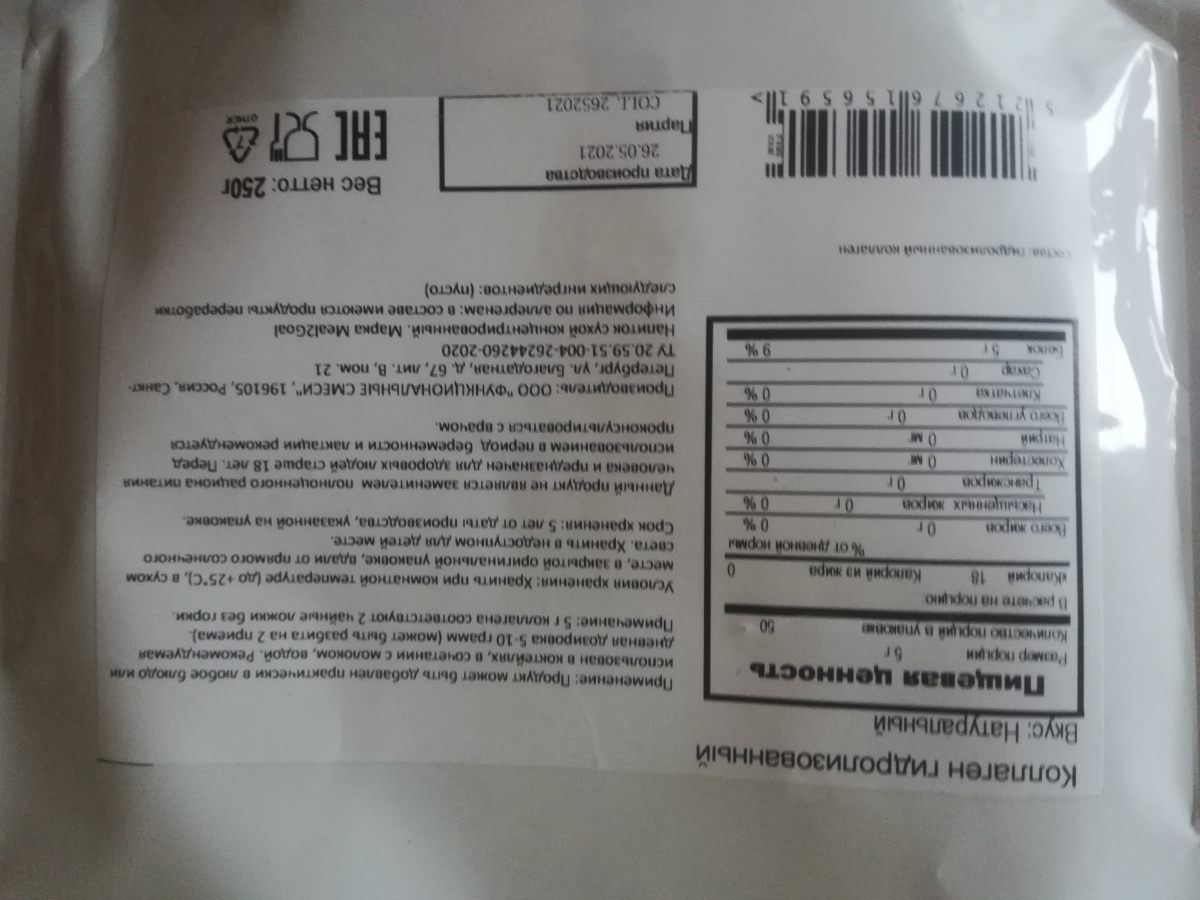 Коллаген гидролизованный
Вкус: Натуральный
Пищевая ценность
Размер порции 5 г
Количество порций в упаковке 50
В расчете на порцию:
Калорий 18 Калорий из жира 0
% от дневной нормы
Всего жиров 0 г 0 %
Насыщенных жиров 0 г 0 %
Трансжиров 0 г
Холестерин 0 мг 0 %
Натрий 0 мг 0 %
Всего углеводов 0 г 0 %
Клетчатка 0 г 0 %
Сахар 0 г
Белок 5 г 9 %
Состав: гидролизованный коллаген
Применение: Продукт может быть добавлен практически в любое блюдо или
использован в коктейлях, в сочетании с молоком, водой. Рекомендуемая
дневная дозировка 5-10 грамм (может быть разбита на 2 приема)
Примечание: 5 г коллагена соответствуют 2 чайные ложки без горки.
Условия хранения: Хранить при комнатной температуре (до +25°С), в сухом
месте, в закрытой оригинальной упаковке, вдали от прямого солнечного
света. Хранить в недоступном для детей месте.
Срок хранения: 5 лет от даты производства, указанной на упаковке.
Данный продукт не является заменителем полноценного рациона питания
человека и предназначен для здоровых людей старше 18 лет. Перед
использованием в период беременности и лактации рекомендуется
проконсультироваться с врачом.
Производитель: ООО "ФУНКЦИОНАЛЬНЫЕ СМЕСИ", 196105, Россия, Санкт-
Петербург, ул. Благодатная, д. 67, лит. В, пом. 21
ТУ 20.59.51-004-26244260-2020
Напиток сухой концентрированный. Марка Meal2Goal
Информация по аллергенам: в составе имеются продукты переработки
следующих ингредиентов: (пусто)
5 212676 156591 >
Дата производства
26.05.2021
Партия
COLL 2652021
Вес нетто: 250г
EAC
7
OTHER